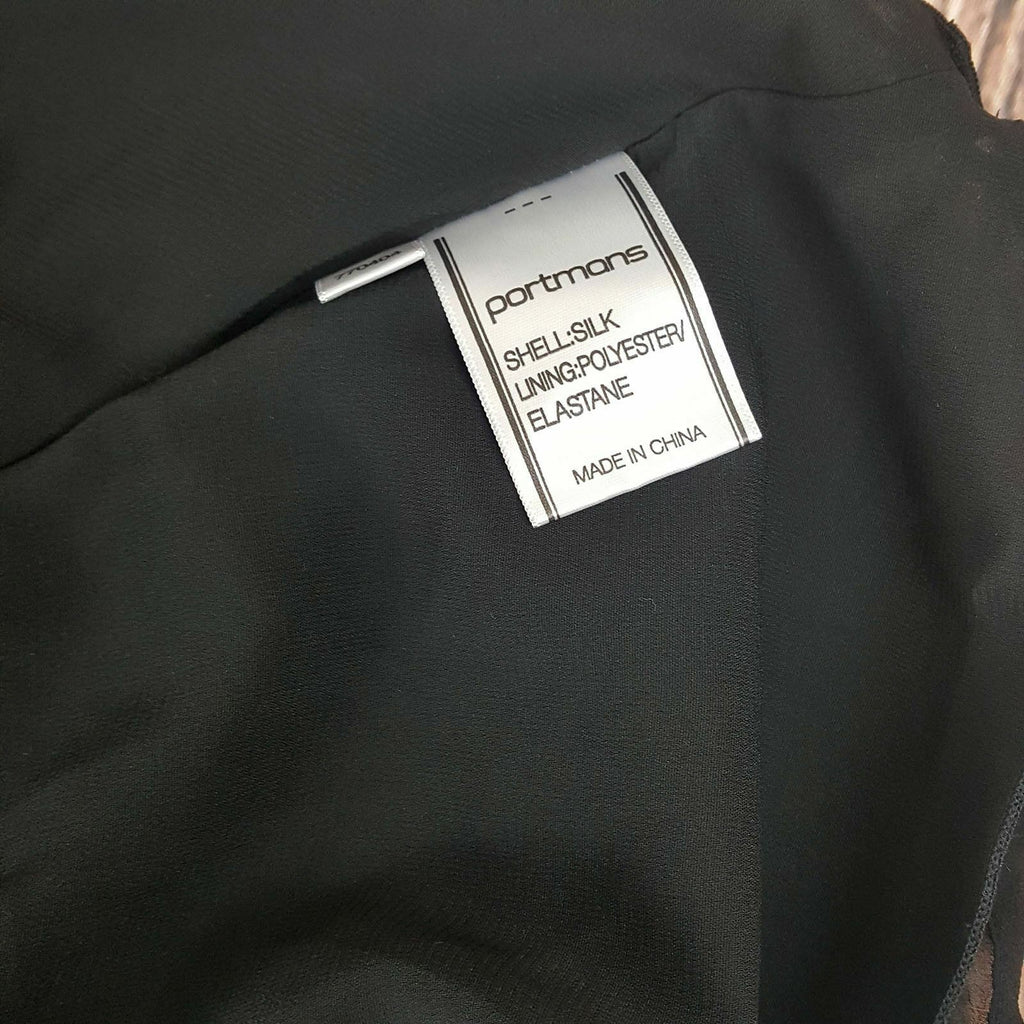 ---
portmans
SHELL:SILK
LINING:POLYESTER/
ELASTANE
MADE IN CHINA